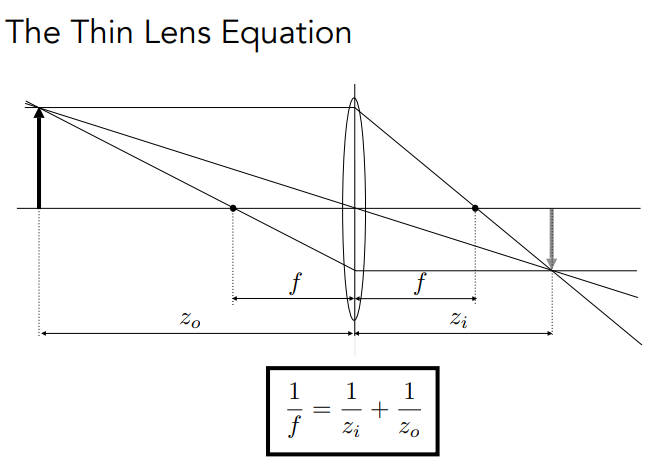 The Thin Lens Equation
f f
z_o z_i
1/f = 1/z_i + 1/z_o